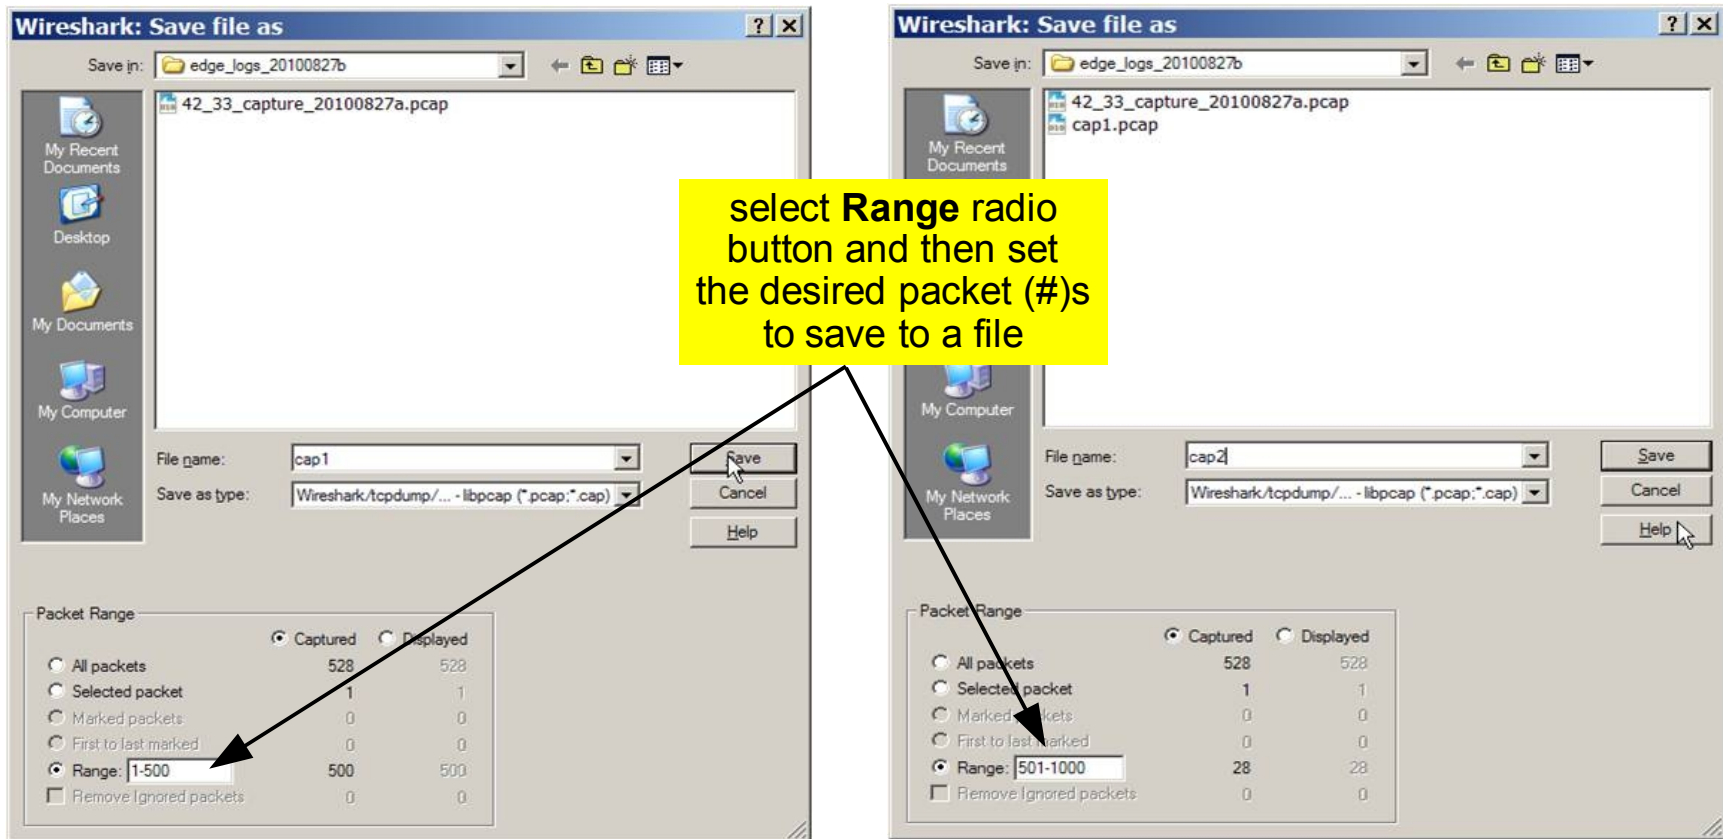 Wireshark: Save file as
Save in: edge_logs_20100827b
42_33_capture_20100827a.pcap
My Recent
Documents
Desktop
My Documents
My Computer
My Network
Places
File name: cap1 Save
Save as type: Wireshark/tcpdump/... - libpcap (*.pcap;*.cap) Cancel
Help
Packet Range
Captured Displayed
All packets 528 528
Selected packet 1 1
Marked packets 0 0
First to last marked 0 0
Range: 1-500 500 500
Remove Ignored packets 0 0
select Range radio
button and then set
the desired packet (#)s
to save to a file
Wireshark: Save file as
Save in: edge_logs_20100827b
42_33_capture_20100827a.pcap
cap1.pcap
My Recent
Documents
My Computer
My Network
Places
File name: cap2 Save
Save as type: Wireshark/tcpdump/... - libpcap (*.pcap;*.cap) Cancel
Help
Packet Range
Captured Displayed
All packets 528 528
Selected packet 1 1
Marked packets 0 0
First to last marked 0 0
Range: 501-1000 28 28
Remove Ignored packets 0 0